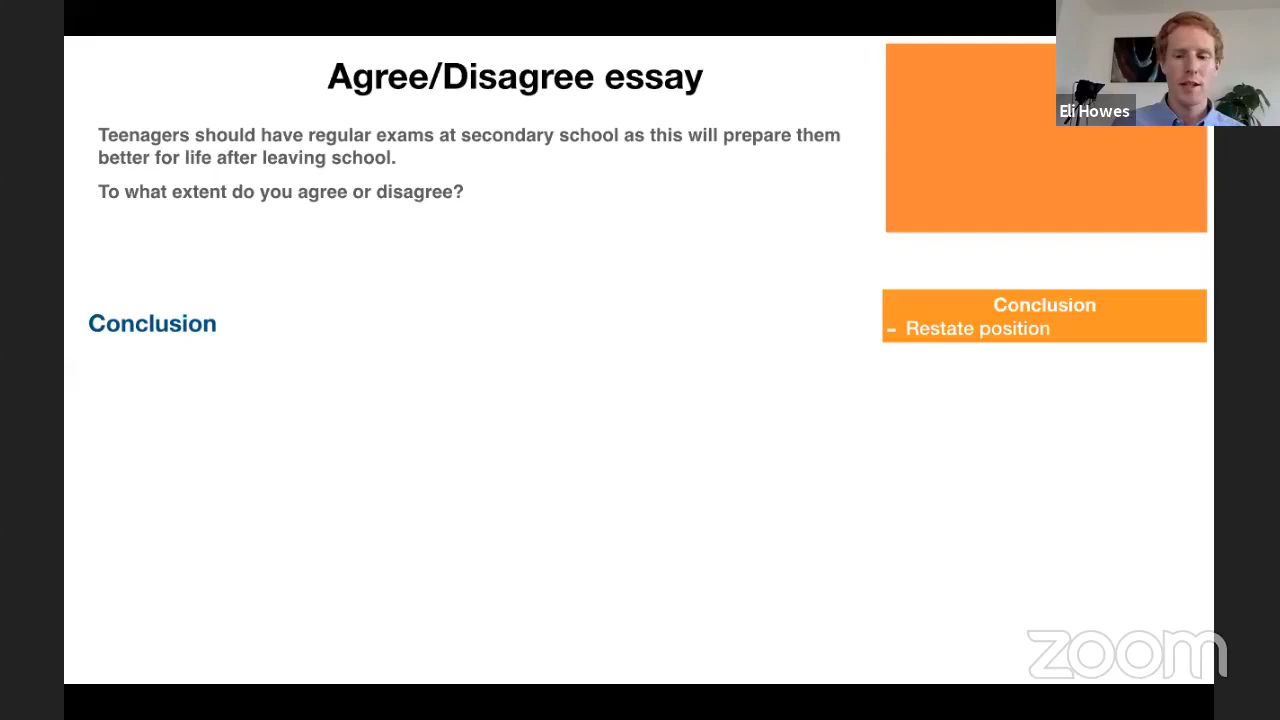 Agree/Disagree essay
Eli Howes
Teenagers should have regular exams at secondary school as this will prepare them
better for life after leaving school.
To what extent do you agree or disagree?
Conclusion
Conclusion
– Restate position
zoom